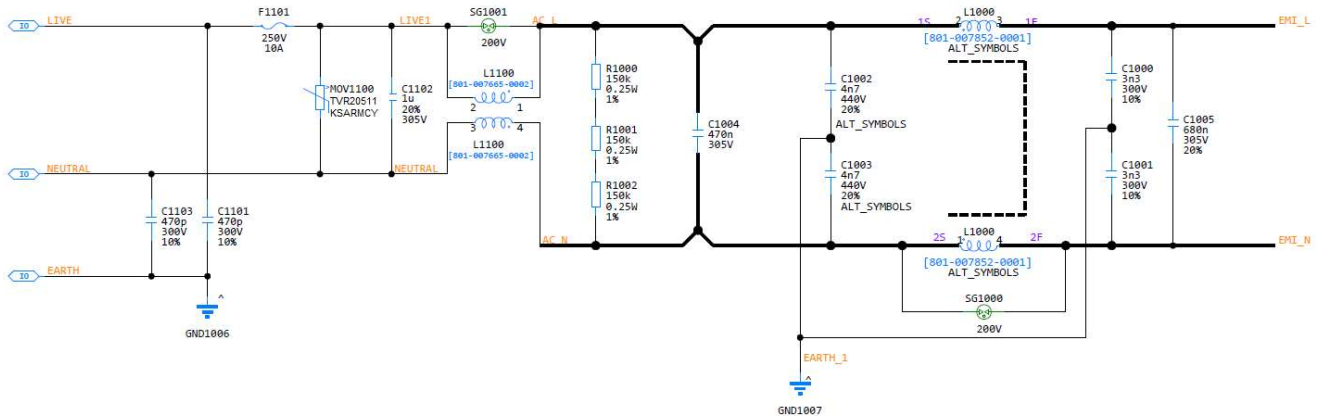 IO
LIVE
F1101
250V
10A
LIVE1
SG1001
200V
AC_L
L1100
[801-007665-0002]
2
1
3
4
L1100
[801-007665-0002]
MOV1100
TVR20511
KSARMCY
C1102
1u
20%
305V
IO
NEUTRAL
NEUTRAL
C1103
470p
300V
10%
C1101
470p
300V
10%
IO
EARTH
GND1006
R1000
150k
0.25W
1%
R1001
150k
0.25W
1%
R1002
150k
0.25W
1%
AC_N
C1004
470n
305V
C1002
4n7
440V
20%
ALT_SYMBOLS
C1003
4n7
440V
20%
ALT_SYMBOLS
L1000
1S
2
3
1F
[801-007852-0001]
ALT_SYMBOLS
EMI_L
C1000
3n3
300V
10%
C1001
3n3
300V
10%
C1005
680n
305V
20%
L1000
2S
1
4
2F
[801-007852-0001]
ALT_SYMBOLS
EMI_N
SG1000
200V
EARTH_1
GND1007